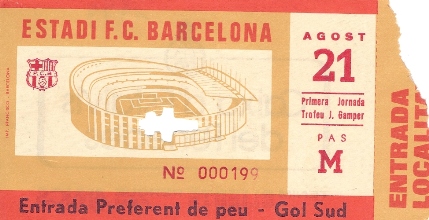 ESTADI F.C. BARCELONA
AGOST
21
Primera Jornada
Trofeu J. Gamper
PAS
M
Nº 000199
Entrada Preferent de peu - Gol Sud
ENTRADA
LOCALIT